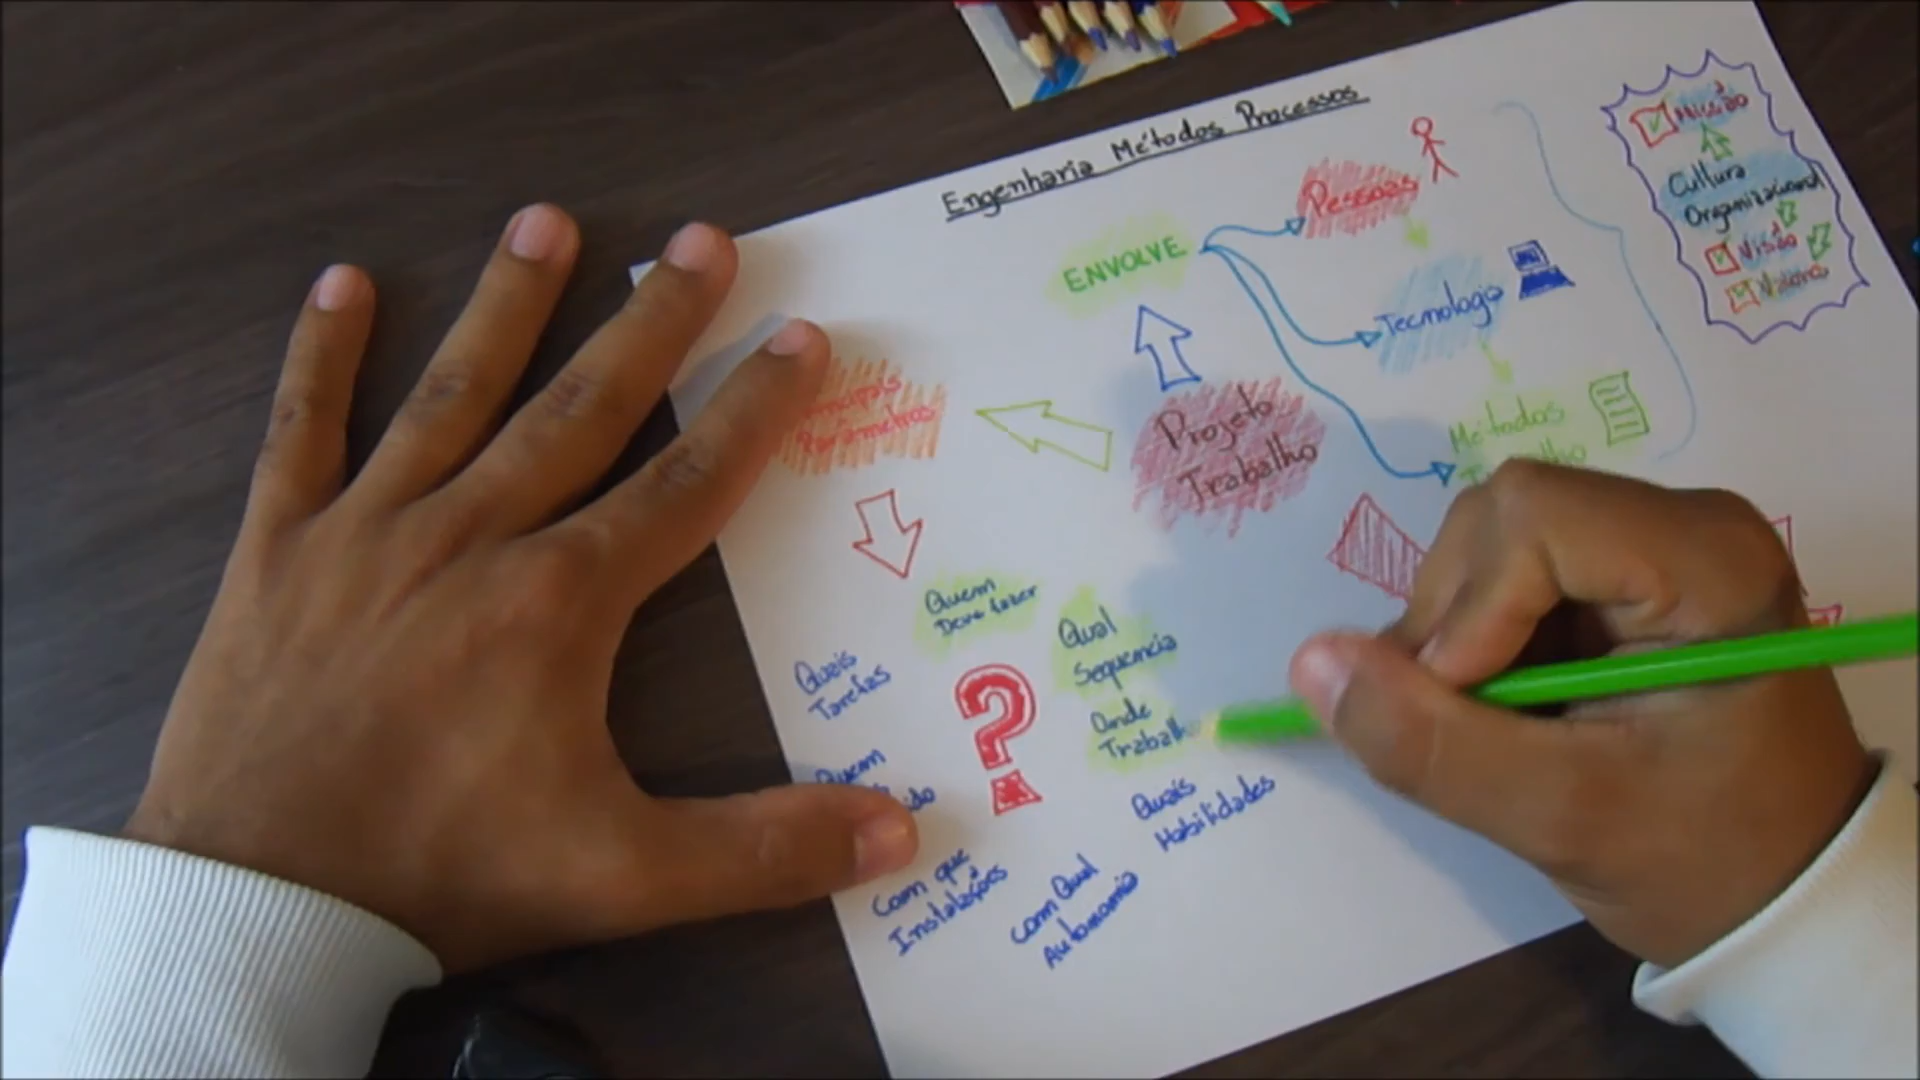 Engenharia Métodos Processos
Missão
Cultura
Organizacional
Visão
Valores
Pessoas
ENVOLVE
Tecnologia
Métodos
Projeto
Trabalho
Parâmetros
Quem
Deve fazer
Qual
Sequencia
Quais
Tarefas
Onde
Quem
Quais
Habilidades
Com que
Instalações
com Qual
Autonomia
?